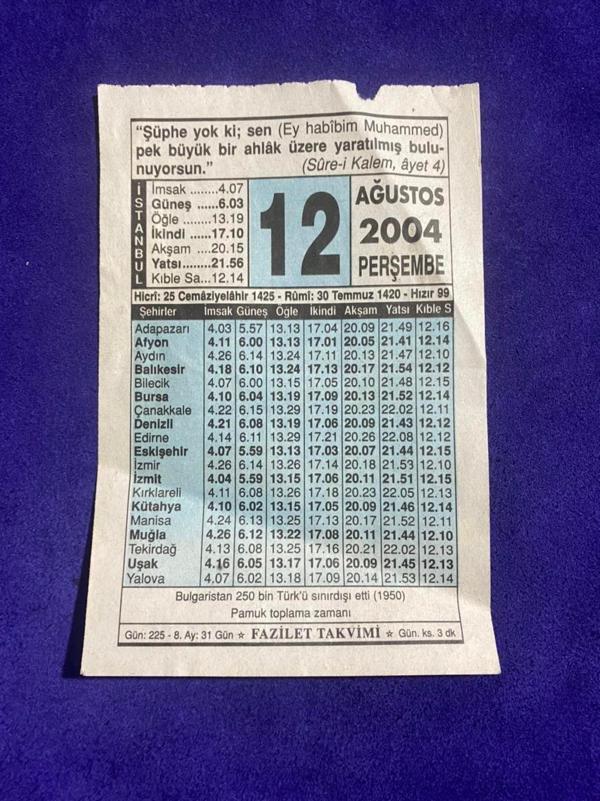 “Şüphe yok ki; sen (Ey habîbim Muhammed)
pek büyük bir ahlâk üzere yaratılmış bulu-
nuyorsun.” (Sûre-i Kalem, âyet 4)
İSTANBUL
İmsak ........4.07
Güneş ......6.03
Öğle ........13.19
İkindi ......17.10
Akşam ....20.15
Yatsı........21.56
Kıble Sa...12.14
12
AĞUSTOS
2004
PERŞEMBE
Hicrî: 25 Cemâziyelâhir 1425 - Rûmî: 30 Temmuz 1420 - Hızır 99
Şehirler İmsak Güneş Öğle İkindi Akşam Yatsı Kıble S
Adapazarı 4.03 5.57 13.13 17.04 20.09 21.49 12.16
Afyon 4.11 6.00 13.13 17.01 20.05 21.41 12.14
Aydın 4.26 6.14 13.24 17.11 20.13 21.47 12.10
Balıkesir 4.18 6.10 13.24 17.13 20.17 21.54 12.12
Bilecik 4.07 6.00 13.15 17.05 20.10 21.48 12.15
Bursa 4.10 6.04 13.19 17.09 20.13 21.52 12.14
Çanakkale 4.22 6.15 13.29 17.19 20.23 22.02 12.11
Denizli 4.21 6.08 13.19 17.06 20.09 21.43 12.12
Edirne 4.14 6.11 13.29 17.21 20.26 22.08 12.12
Eskişehir 4.07 5.59 13.13 17.03 20.07 21.44 12.15
İzmir 4.26 6.14 13.26 17.14 20.18 21.53 12.10
İzmit 4.04 5.59 13.15 17.06 20.11 21.51 12.15
Kırklareli 4.11 6.08 13.26 17.18 20.23 22.05 12.13
Kütahya 4.10 6.02 13.15 17.05 20.09 21.46 12.14
Manisa 4.24 6.13 13.25 17.13 20.17 21.52 12.11
Muğla 4.26 6.12 13.22 17.08 20.11 21.44 12.10
Tekirdağ 4.13 6.08 13.25 17.16 20.21 22.02 12.13
Uşak 4.16 6.05 13.17 17.06 20.09 21.45 12.13
Yalova 4.07 6.02 13.18 17.09 20.14 21.53 12.14
Bulgaristan 250 bin Türk'ü sınırdışı etti (1950)
Pamuk toplama zamanı
Gün: 225 - 8. Ay: 31 Gün ☆ FAZİLET TAKVİMİ ☆ Gün. ks. 3 dk